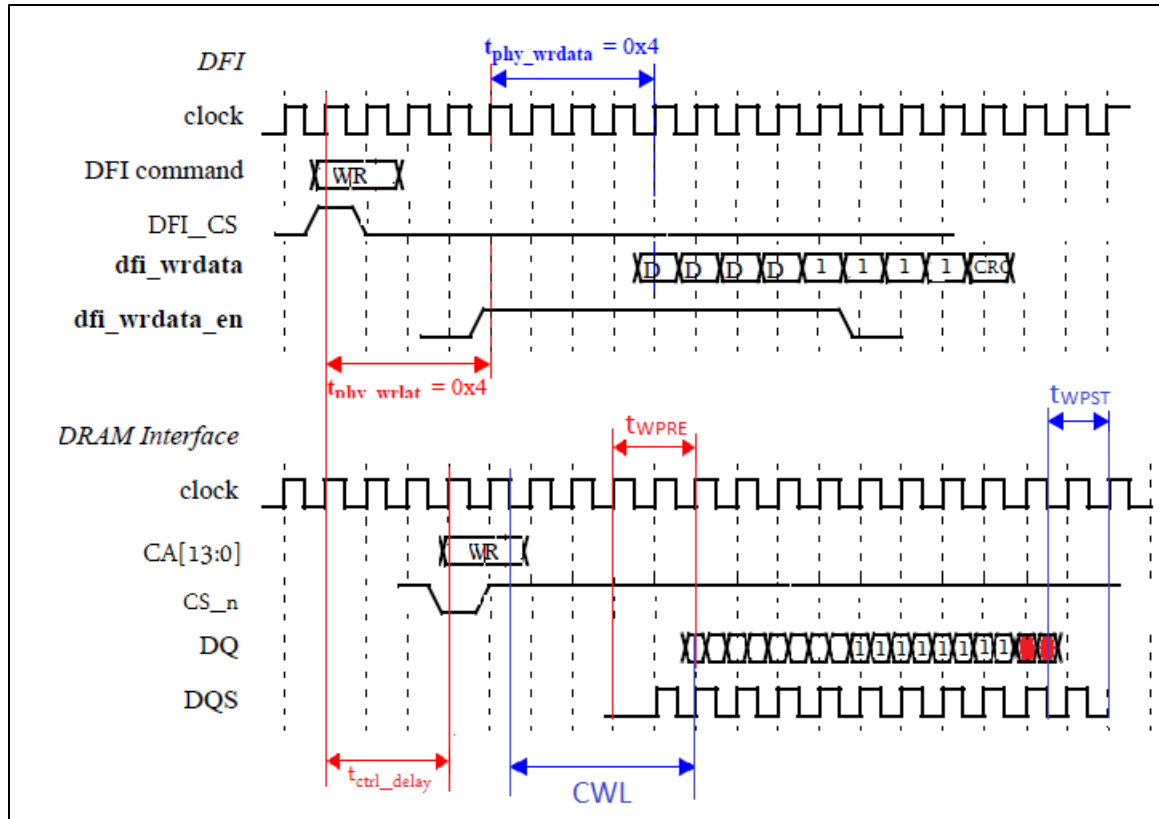 t_phy_wrdata = 0x4
DFI
clock
DFI command
WR
DFI_CS
dfi_wrdata
D D D D 1 1 1 1 CRC
dfi_wrdata_en
t_phy_wrlat = 0x4
t_WPST
DRAM Interface
t_WPRE
clock
CA[13:0]
WR
CS_n
DQ
1 1 1 1 1 1 1 1
DQS
t_ctrl_delay
CWL